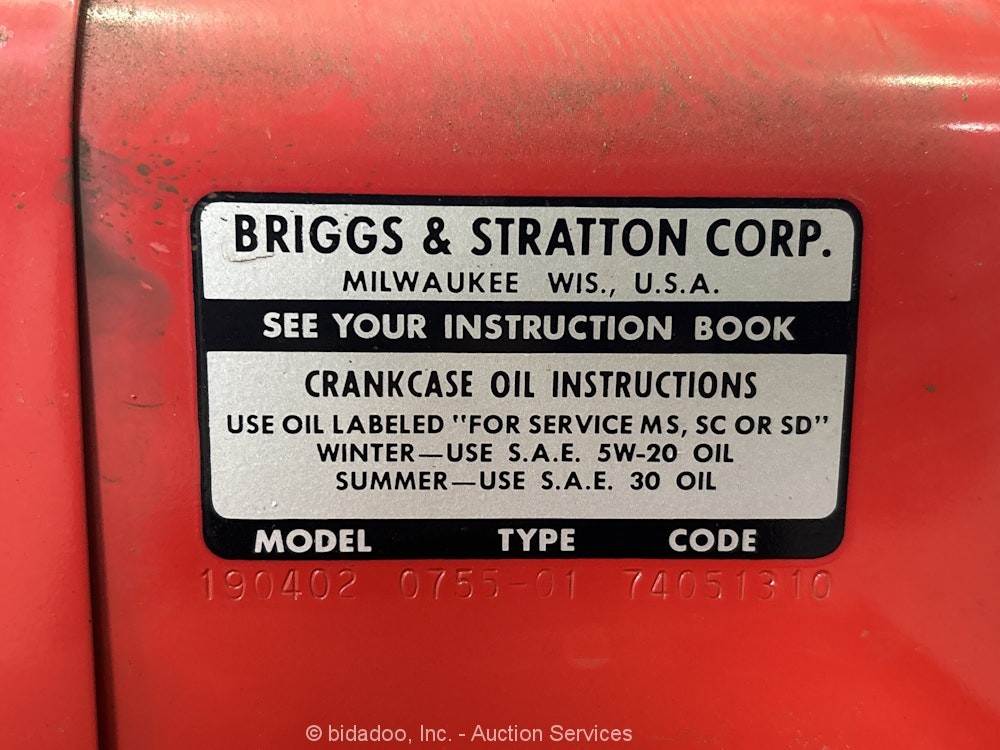 BRIGGS & STRATTON CORP.
MILWAUKEE WIS., U.S.A.
SEE YOUR INSTRUCTION BOOK
CRANKCASE OIL INSTRUCTIONS
USE OIL LABELED "FOR SERVICE MS, SC OR SD"
WINTER—USE S.A.E. 5W-20 OIL
SUMMER—USE S.A.E. 30 OIL
MODEL TYPE CODE
190402 0755-01 74051310
© bidadoo, Inc. - Auction Services